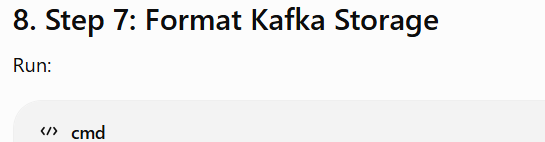 8. Step 7: Format Kafka Storage
Run:
</> cmd